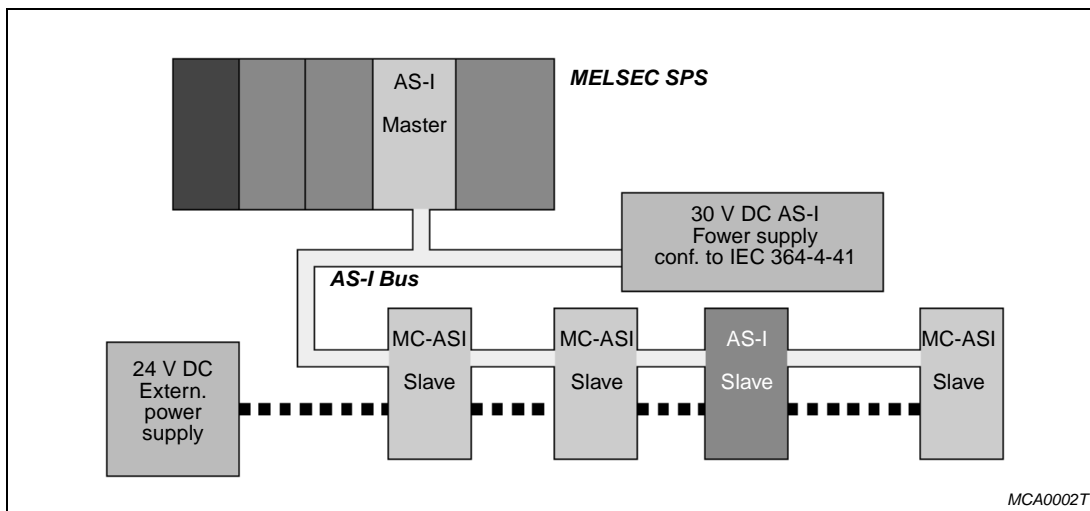 AS-I
Master
MELSEC SPS
30 V DC AS-I
Fower supply
conf. to IEC 364-4-41
AS-I Bus
MC-ASI
Slave
MC-ASI
Slave
AS-I
Slave
MC-ASI
Slave
24 V DC
Extern.
power
supply
MCA0002T